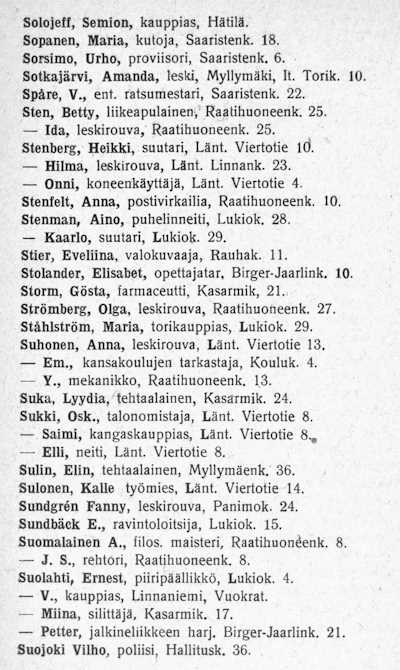 Solojeff, Semion, kauppias, Hätilä.
Sopanen, Maria, kutoja, Saaristenk. 18.
Sorsimo, Urho, proviisori, Saaristenk. 6.
Sotkajärvi, Amanda, leski, Myllymäki, It. Torik. 10.
Spåre, V., ent. ratsumestari, Saaristenk. 22.
Sten, Betty, liikeapulainen, Raatihuoneenk. 25.
— Ida, leskirouva, Raatihuoneenk. 25.
Stenberg, Heikki, suutari, Länt. Viertotie 10.
— Hilma, leskirouva, Länt. Linnank. 23.
— Onni, koneenkäyttäjä, Länt. Viertotie 4.
Stenfelt, Anna, postivirkailia, Raatihuoneenk. 10.
Stenman, Aino, puhelinneiti, Lukiok. 28.
— Kaarlo, suutari, Lukiok. 29.
Stier, Eveliina, valokuvaaja, Rauhak. 11.
Stolander, Elisabet, opettajatar, Birger-Jaarlink. 10.
Storm, Gösta, farmaceutti, Kasarmik, 21.
Strömberg, Olga, leskirouva, Raatihuoneenk. 27.
Ståhlström, Maria, torikauppias, Lukiok. 29.
Suhonen, Anna, leskirouva, Länt. Viertotie 13.
— Em., kansakoulujen tarkastaja, Kouluk. 4.
— Y., mekanikko, Raatihuoneenk. 13.
Suka, Lyydia, tehtaalainen, Kasarmik. 24.
Sukki, Osk., talonomistaja, Länt. Viertotie 8.
— Saimi, kangaskauppias, Länt. Viertotie 8.
— Elli, neiti, Länt. Viertotie 8.
Sulin, Elin, tehtaalainen, Myllymäenk. 36.
Sulonen, Kalle työmies, Länt. Viertotie 14.
Sundgrén Fanny, leskirouva, Panimok. 24.
Sundbäck E., ravintoloitsija, Lukiok. 15.
Suomalainen A., filos. maisteri, Raatihuoneenk. 8.
— J. S., rehtori, Raatihuoneenk. 8.
Suolahti, Ernest, piiripäällikkö, Lukiok. 4.
— V., kauppias, Linnaniemi, Vuokrat.
— Miina, silittäjä, Kasarmik. 17.
— Petter, jalkineliikkeen harj. Birger-Jaarlink. 21.
Suojoki Vilho, poliisi, Hallitusk. 36.